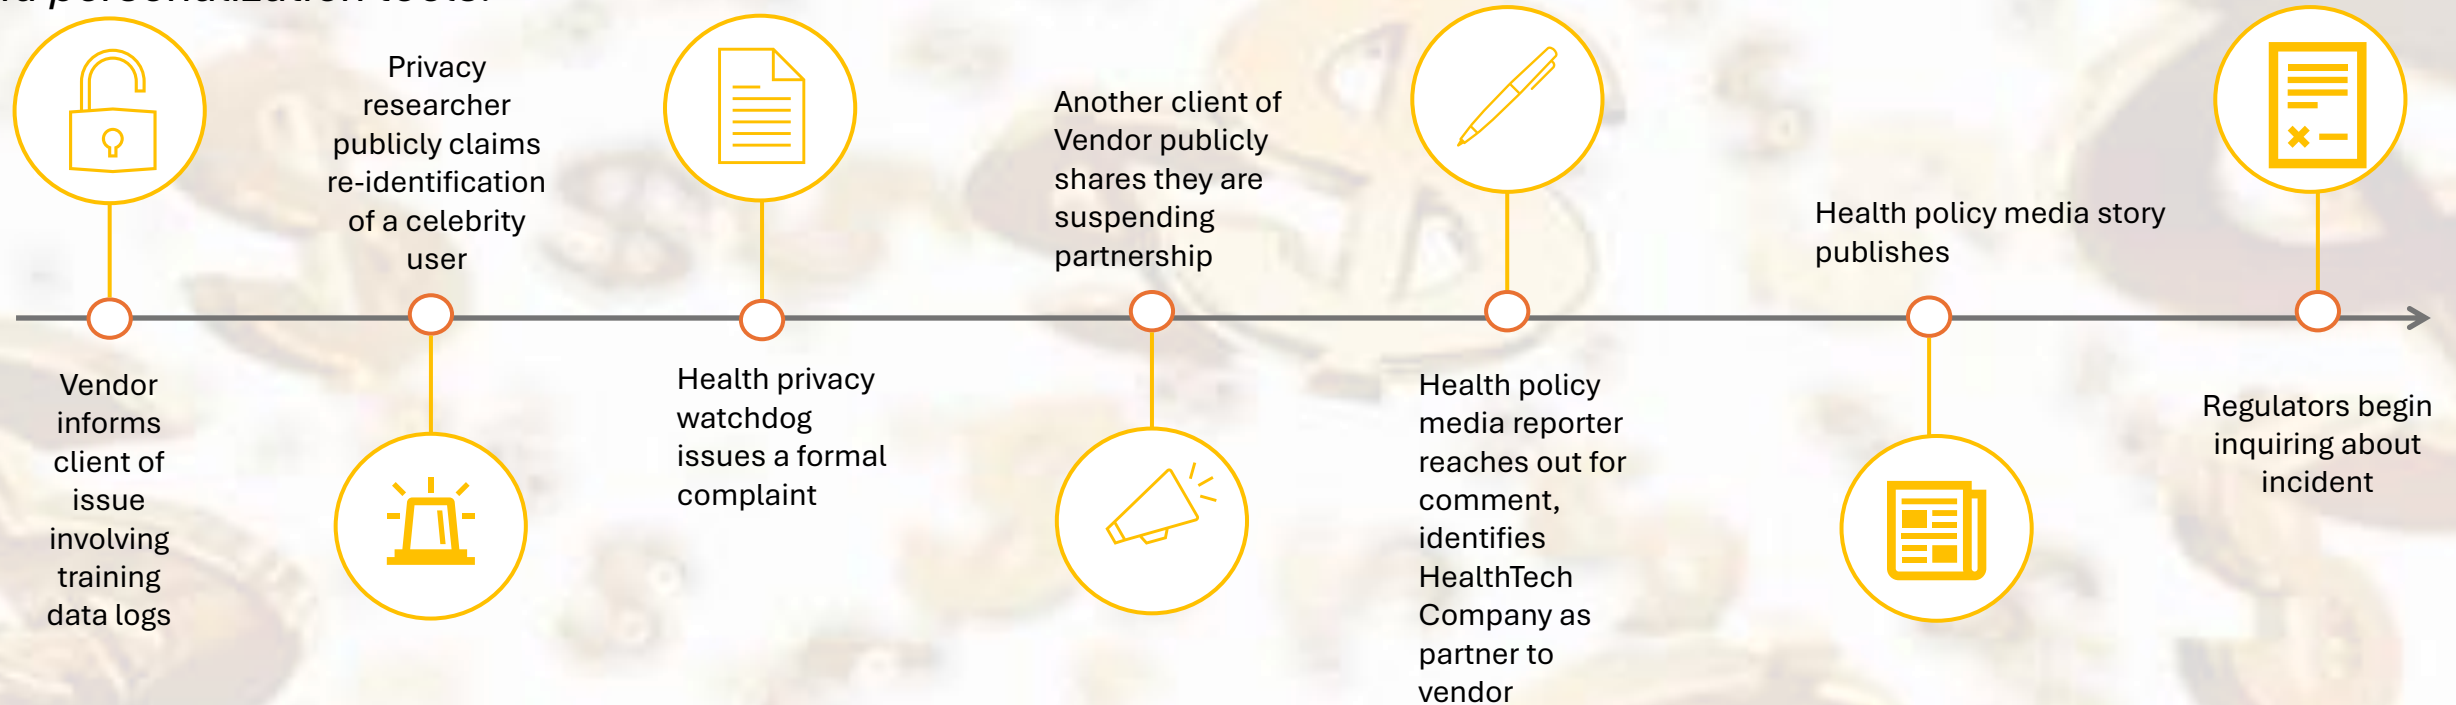 personalization tools.
Vendor
informs
client of
issue
involving
training
data logs
Privacy
researcher
publicly claims
re-identification
of a celebrity
user
Health privacy
watchdog
issues a formal
complaint
Another client of
Vendor publicly
shares they are
suspending
partnership
Health policy
media reporter
reaches out for
comment,
identifies
HealthTech
Company as
partner to
vendor
Health policy media story
publishes
Regulators begin
inquiring about
incident